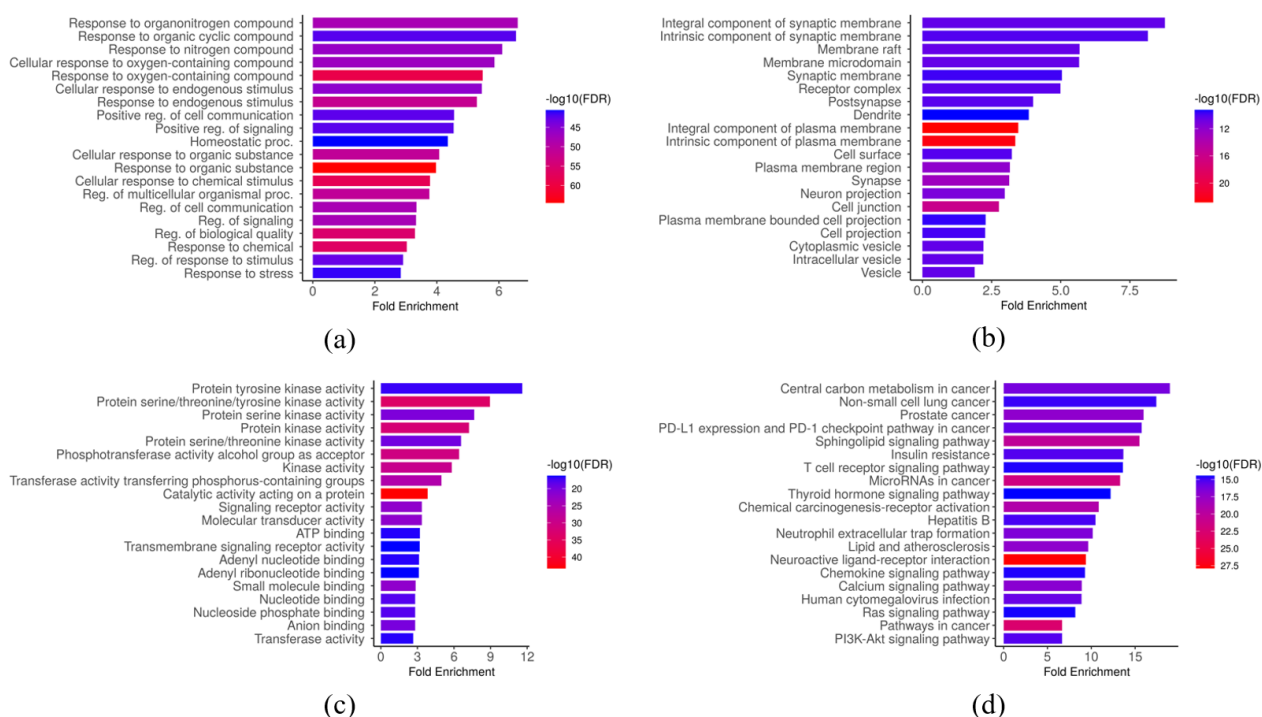 Response to organonitrogen compound
Response to organic cyclic compound
Response to nitrogen compound
Cellular response to oxygen-containing compound
Response to oxygen-containing compound
Cellular response to endogenous stimulus
Response to endogenous stimulus
Positive reg. of cell communication
Positive reg. of signaling
Homeostatic proc.
Cellular response to organic substance
Response to organic substance
Cellular response to chemical stimulus
Reg. of multicellular organismal proc.
Reg. of cell communication
Reg. of signaling
Reg. of biological quality
Response to chemical
Reg. of response to stimulus
Response to stress
0 2 4 6
Fold Enrichment
-log10(FDR)
45
50
55
60
(a)
Integral component of synaptic membrane
Intrinsic component of synaptic membrane
Membrane raft
Membrane microdomain
Synaptic membrane
Receptor complex
Postsynapse
Dendrite
Integral component of plasma membrane
Intrinsic component of plasma membrane
Cell surface
Plasma membrane region
Synapse
Neuron projection
Cell junction
Plasma membrane bounded cell projection
Cell projection
Cytoplasmic vesicle
Intracellular vesicle
Vesicle
0.0 2.5 5.0 7.5
Fold Enrichment
-log10(FDR)
12
16
20
(b)
Protein tyrosine kinase activity
Protein serine/threonine/tyrosine kinase activity
Protein serine kinase activity
Protein kinase activity
Protein serine/threonine kinase activity
Phosphotransferase activity alcohol group as acceptor
Kinase activity
Transferase activity transferring phosphorus-containing groups
Catalytic activity acting on a protein
Signaling receptor activity
Molecular transducer activity
ATP binding
Transmembrane signaling receptor activity
Adenyl nucleotide binding
Adenyl ribonucleotide binding
Small molecule binding
Nucleotide binding
Nucleoside phosphate binding
Anion binding
Transferase activity
0 3 6 9 12
Fold Enrichment
-log10(FDR)
20
30
40
(c)
Central carbon metabolism in cancer
Non-small cell lung cancer
Prostate cancer
PD-L1 expression and PD-1 checkpoint pathway in cancer
Sphingolipid signaling pathway
Insulin resistance
T cell receptor signaling pathway
MicroRNAs in cancer
Thyroid hormone signaling pathway
Chemical carcinogenesis-receptor activation
Hepatitis B
Neutrophil extracellular trap formation
Lipid and atherosclerosis
Neuroactive ligand-receptor interaction
Chemokine signaling pathway
Calcium signaling pathway
Human cytomegalovirus infection
Ras signaling pathway
Pathways in cancer
PI3K-Akt signaling pathway
0 5 10 15
Fold Enrichment
-log10(FDR)
15.0
17.5
20.0
22.5
25.0
27.5
(d)